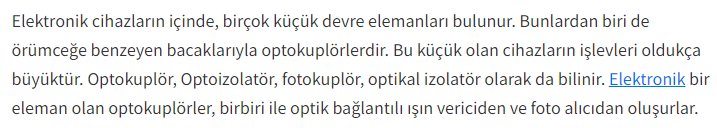 Elektronik cihazların içinde, birçok küçük devre elemanları bulunur. Bunlardan biri de
örümceğe benzeyen bacaklarıyla optokuplörlerdir. Bu küçük olan cihazların işlevleri oldukça
büyüktür. Optokuplör, Optoizolatör, fotokuplör, optikal izolatör olarak da bilinir. Elektronik bir
eleman olan optokuplörler, birbiri ile optik bağlantılı ışın vericiden ve foto alıcıdan oluşurlar.